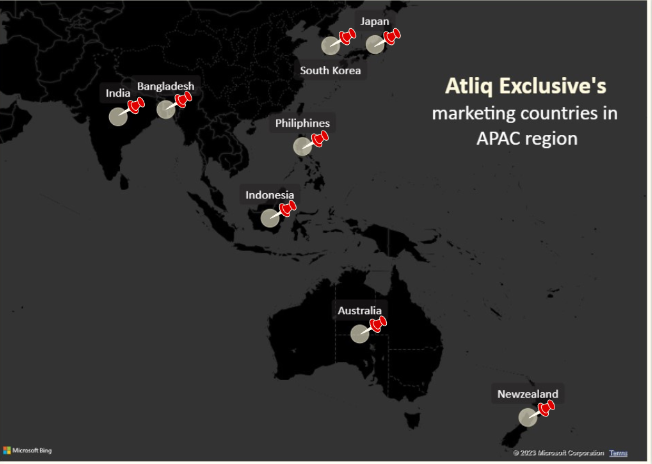 Japan
South Korea
India
Bangladesh
Atliq Exclusive's
marketing countries in
APAC region
Philiphines
Indonesia
Australia
Newzealand
Microsoft Bing
© 2023 Microsoft Corporation Terms